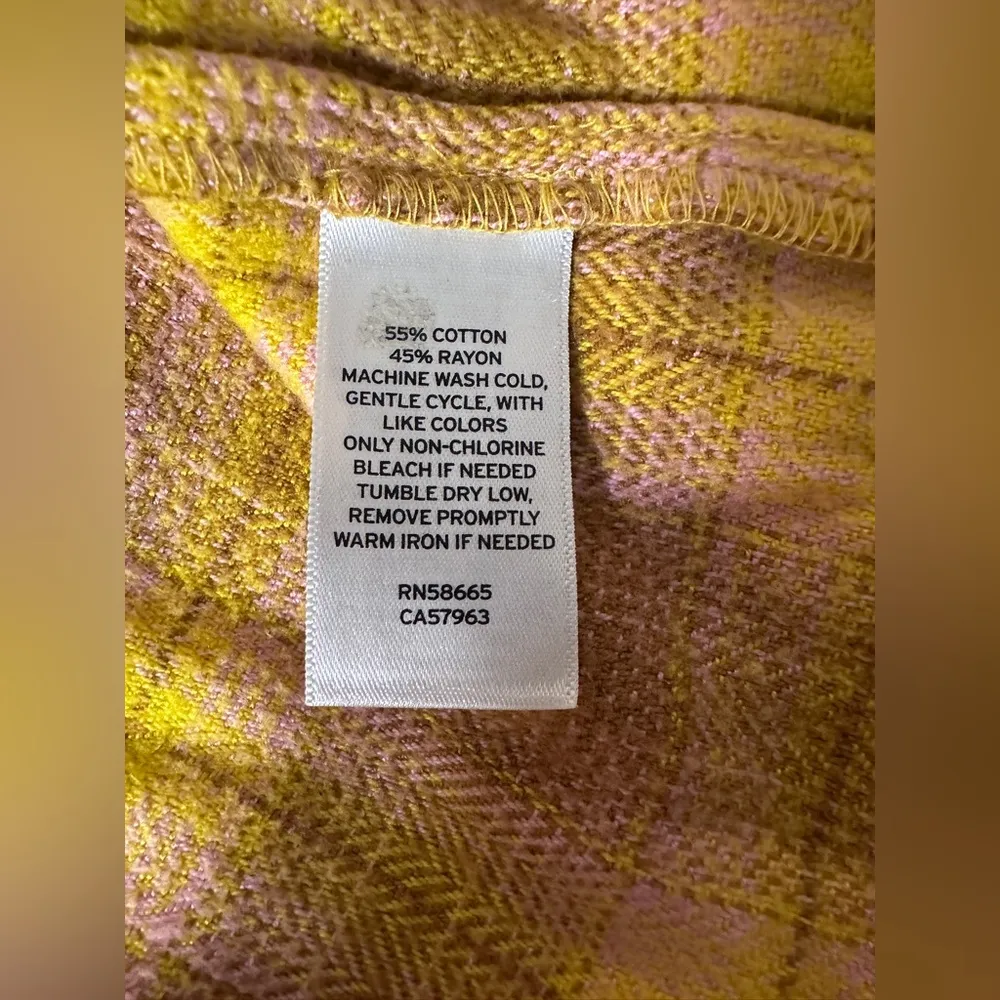 55% COTTON
45% RAYON
MACHINE WASH COLD,
GENTLE CYCLE, WITH
LIKE COLORS
ONLY NON-CHLORINE
BLEACH IF NEEDED
TUMBLE DRY LOW,
REMOVE PROMPTLY
WARM IRON IF NEEDED
RN58665
CA57963